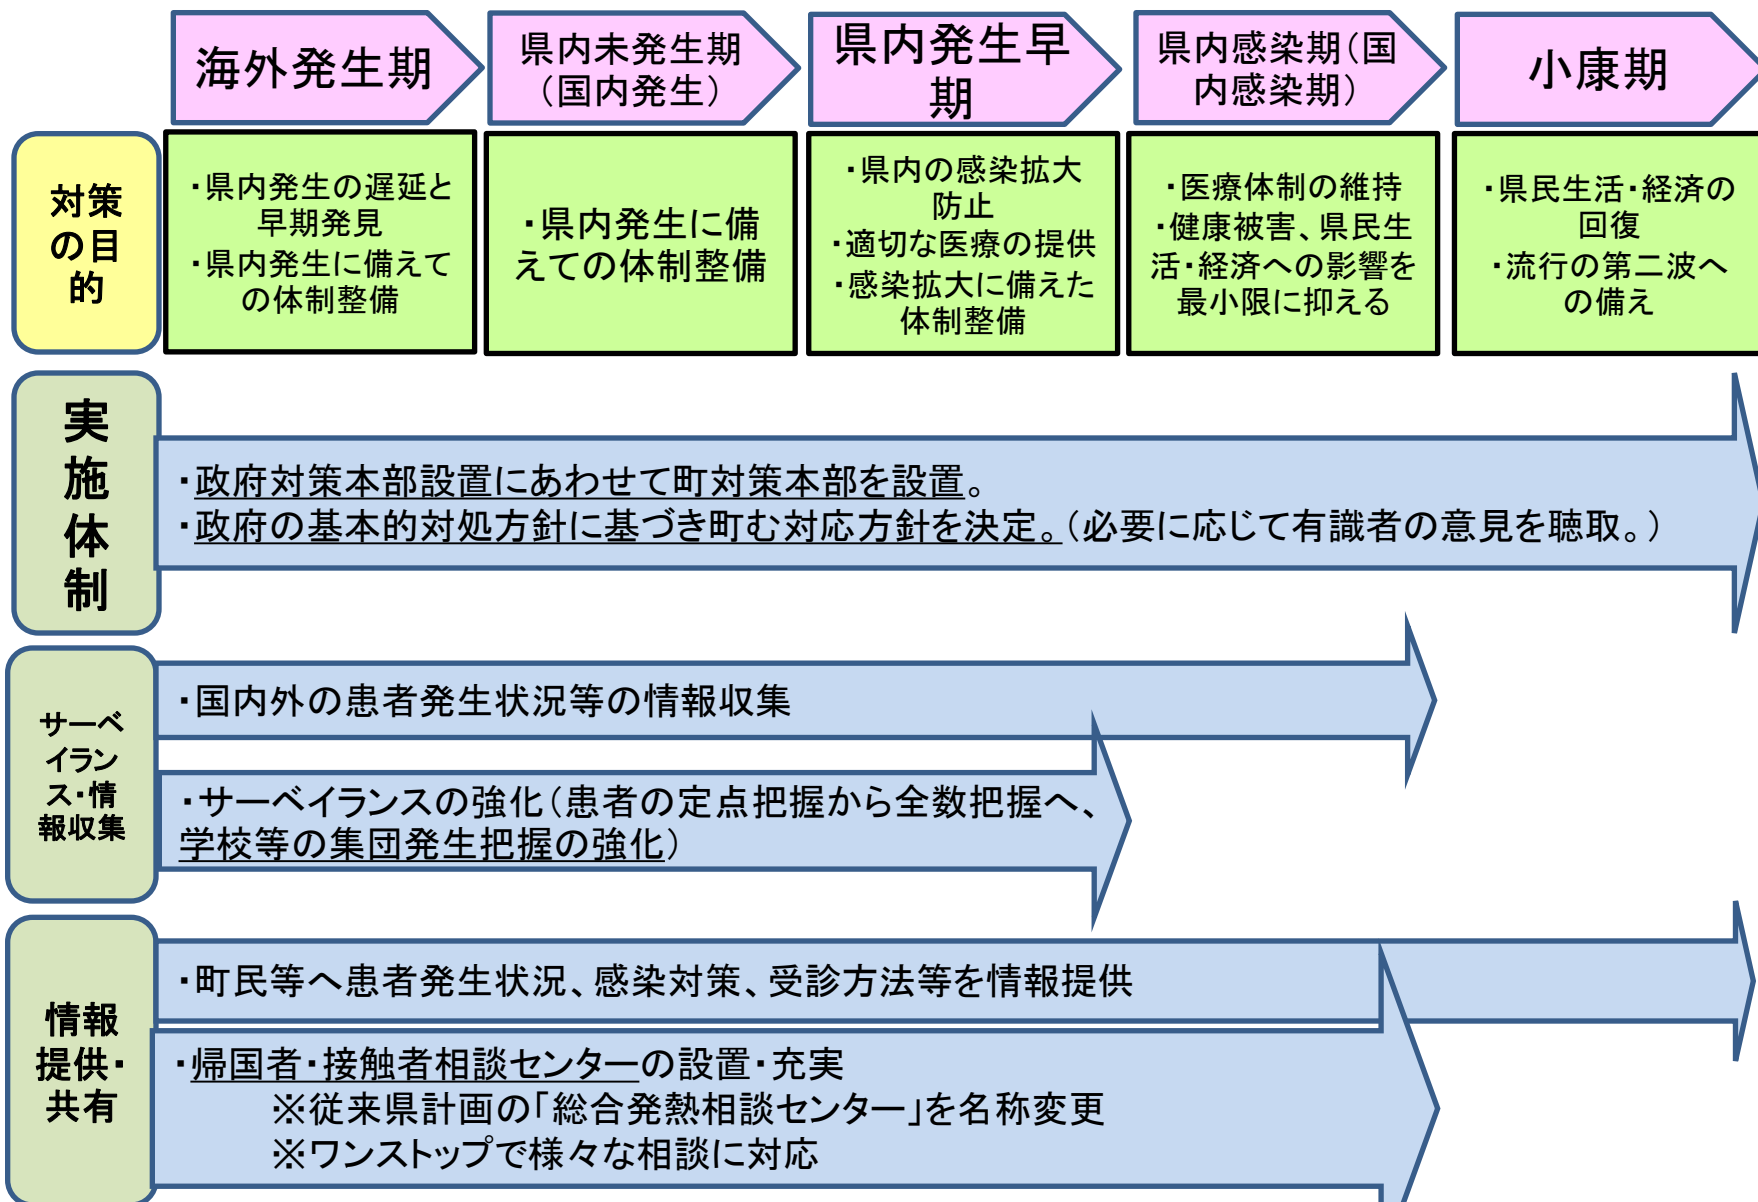 海外発生期
県内未発生期
（国内発生）
県内発生早
期
県内感染期（国
内感染期）
小康期
対策
の目
的
・県内発生の遅延と
早期発見
・県内発生に備えて
の体制整備
・県内発生に備
えての体制整備
・県内の感染拡大
防止
・適切な医療の提供
・感染拡大に備えた
体制整備
・医療体制の維持
・健康被害、県民生
活・経済への影響を
最小限に抑える
・県民生活・経済の
回復
・流行の第二波へ
の備え
実
施
体
制
・政府対策本部設置にあわせて町対策本部を設置。
・政府の基本的対処方針に基づき町む対応方針を決定。（必要に応じて有識者の意見を聴取。）
サーベ
イラン
ス・情
報収集
・国内外の患者発生状況等の情報収集
・サーベイランスの強化（患者の定点把握から全数把握へ、
学校等の集団発生把握の強化）
情報
提供・
共有
・町民等へ患者発生状況、感染対策、受診方法等を情報提供
・帰国者・接触者相談センターの設置・充実
※従来県計画の「総合発熱相談センター」を名称変更
※ワンストップで様々な相談に対応